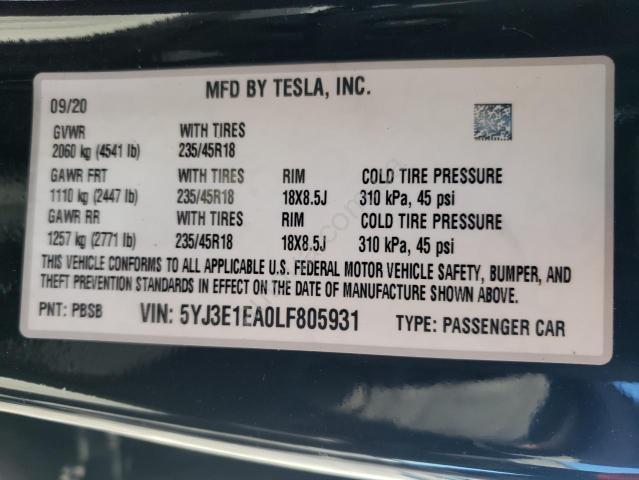 MFD BY TESLA, INC.
09/20
GVWR WITH TIRES
2060 kg (4541 lb) 235/45R18
GAWR FRT WITH TIRES RIM COLD TIRE PRESSURE
1110 kg (2447 lb) 235/45R18 18X8.5J 310 kPa, 45 psi
GAWR RR WITH TIRES RIM COLD TIRE PRESSURE
1257 kg (2771 lb) 235/45R18 18X8.5J 310 kPa, 45 psi
THIS VEHICLE CONFORMS TO ALL APPLICABLE U.S. FEDERAL MOTOR VEHICLE SAFETY, BUMPER, AND
THEFT PREVENTION STANDARDS IN EFFECT ON THE DATE OF MANUFACTURE SHOWN ABOVE.
PNT: PBSB VIN: 5YJ3E1EA0LF805931 TYPE: PASSENGER CAR